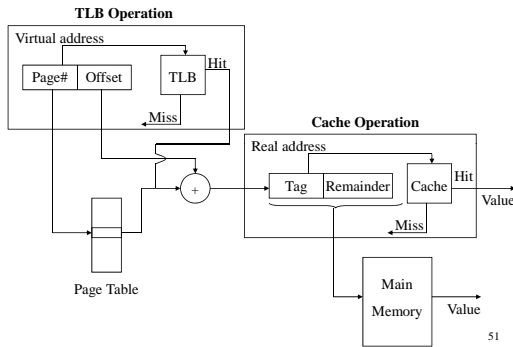 TLB Operation
Virtual address
Page# Offset
TLB
Hit
Miss
Cache Operation
Real address
Tag Remainder
Cache
Hit
Value
Miss
+
Page Table
Main
Memory
Value
51